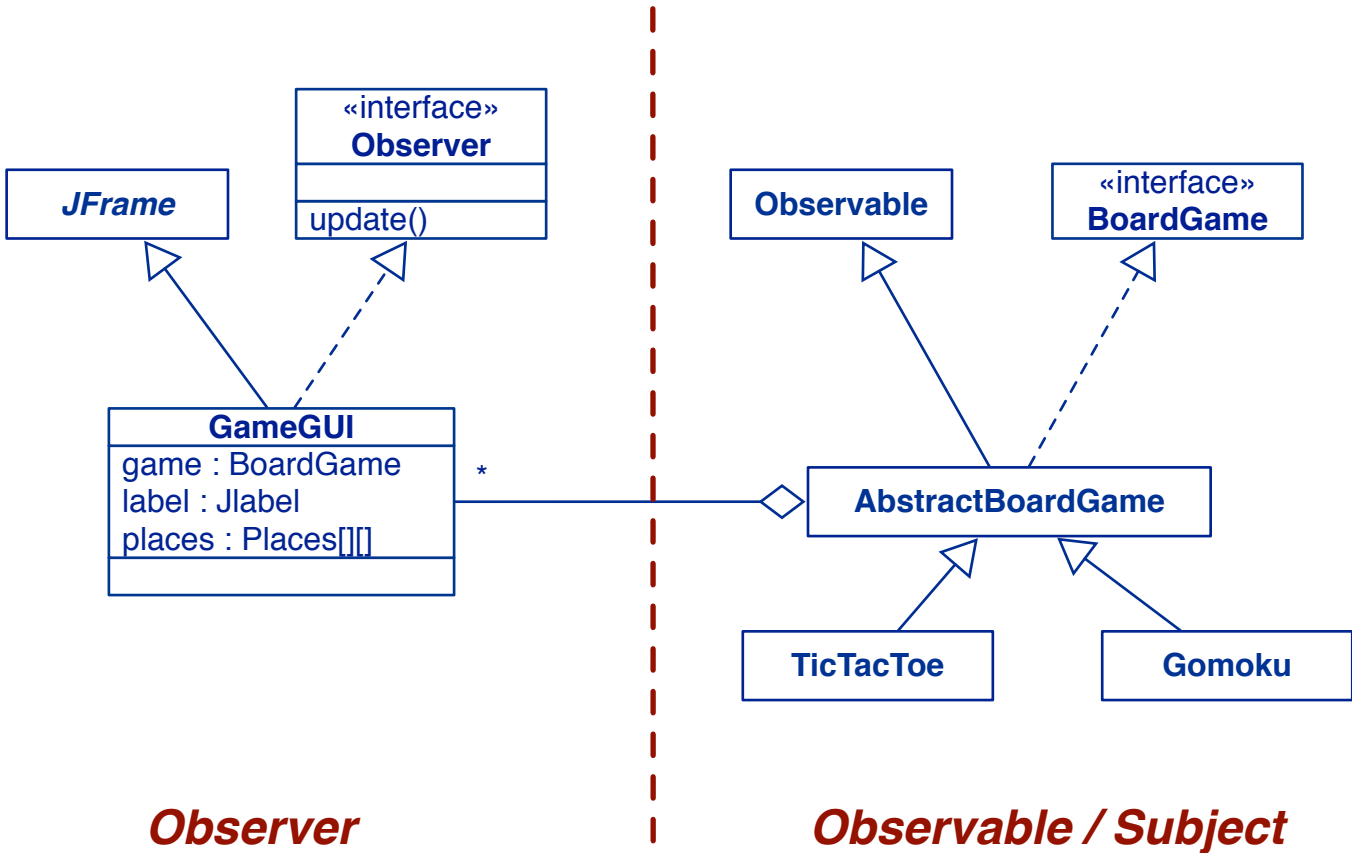 «interface»
Observer
update()
JFrame
GameGUI
game : BoardGame
label : Jlabel
places : Places[][]
*
Observable
«interface»
BoardGame
AbstractBoardGame
TicTacToe
Gomoku
Observer
Observable / Subject